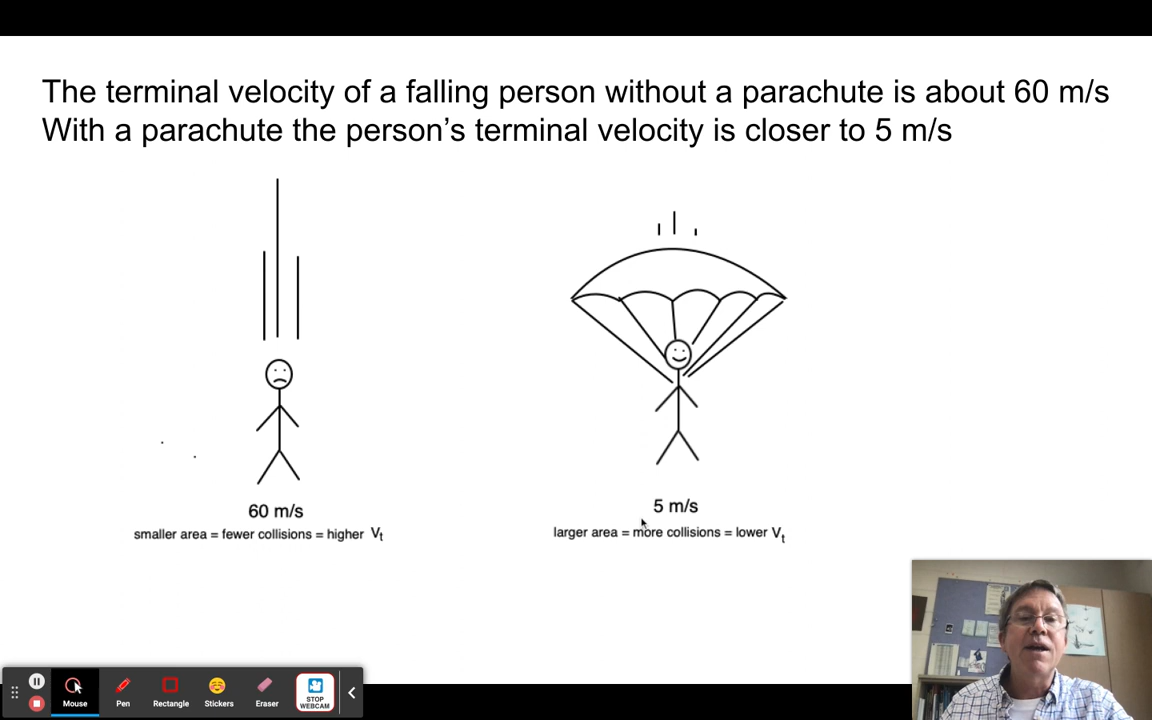 The terminal velocity of a falling person without a parachute is about 60 m/s
With a parachute the person’s terminal velocity is closer to 5 m/s
60 m/s
smaller area = fewer collisions = higher Vt
5 m/s
larger area = more collisions = lower Vt
Mouse
Pen
Rectangle
Stickers
Eraser
STOP
WEBCAM